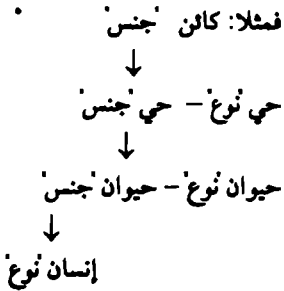 فمثلا: كائن "جنس"
↓
حي "نوع" – حي "جنس"
↓
حيوان "نوع" – حيوان "جنس"
↓
إنسان "نوع"